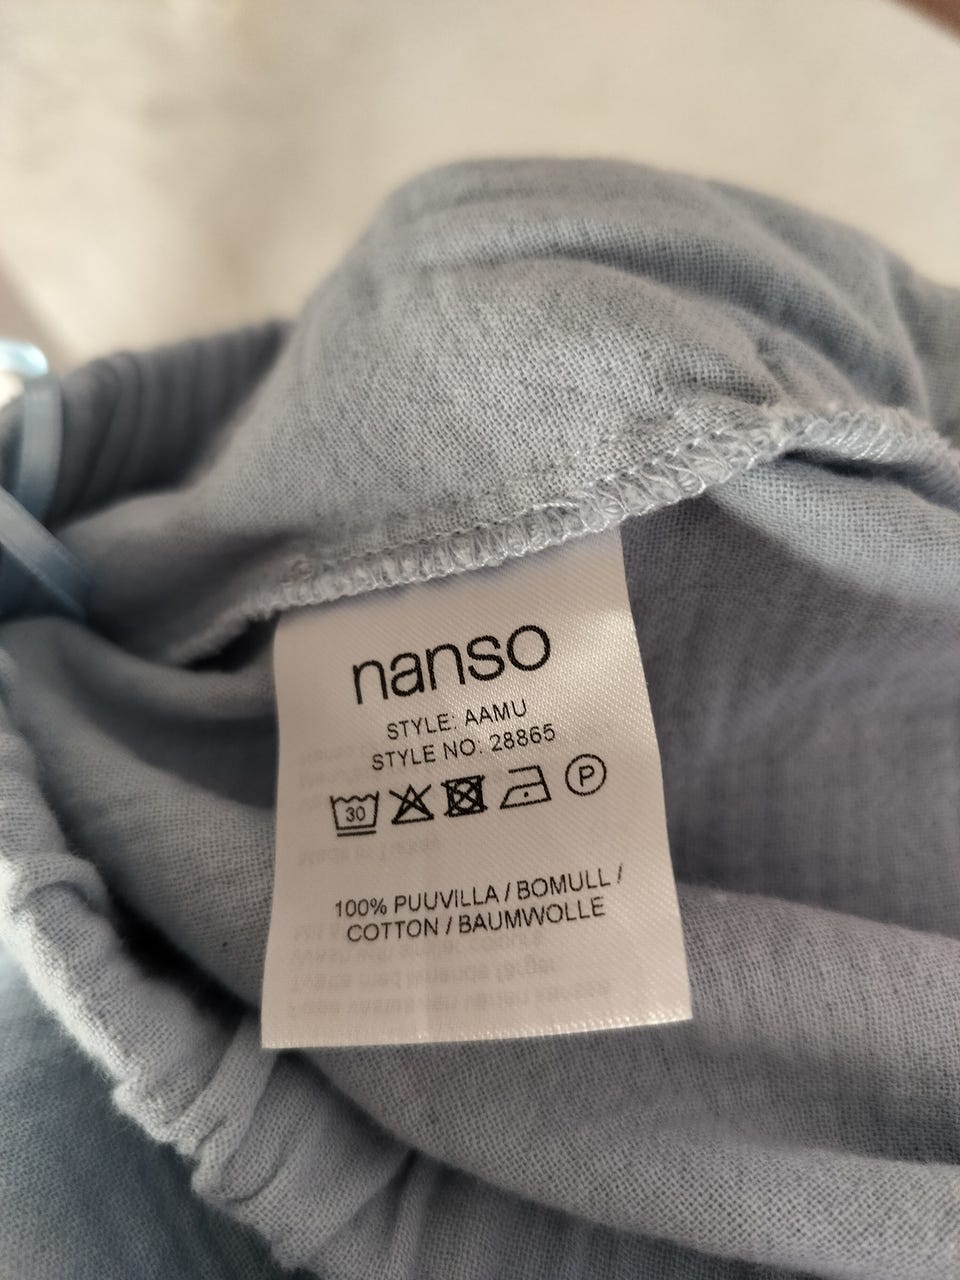 nanso
STYLE: AAMU
STYLE NO. 28865
30 P
100% PUUVILLA / BOMULL /
COTTON / BAUMWOLLE